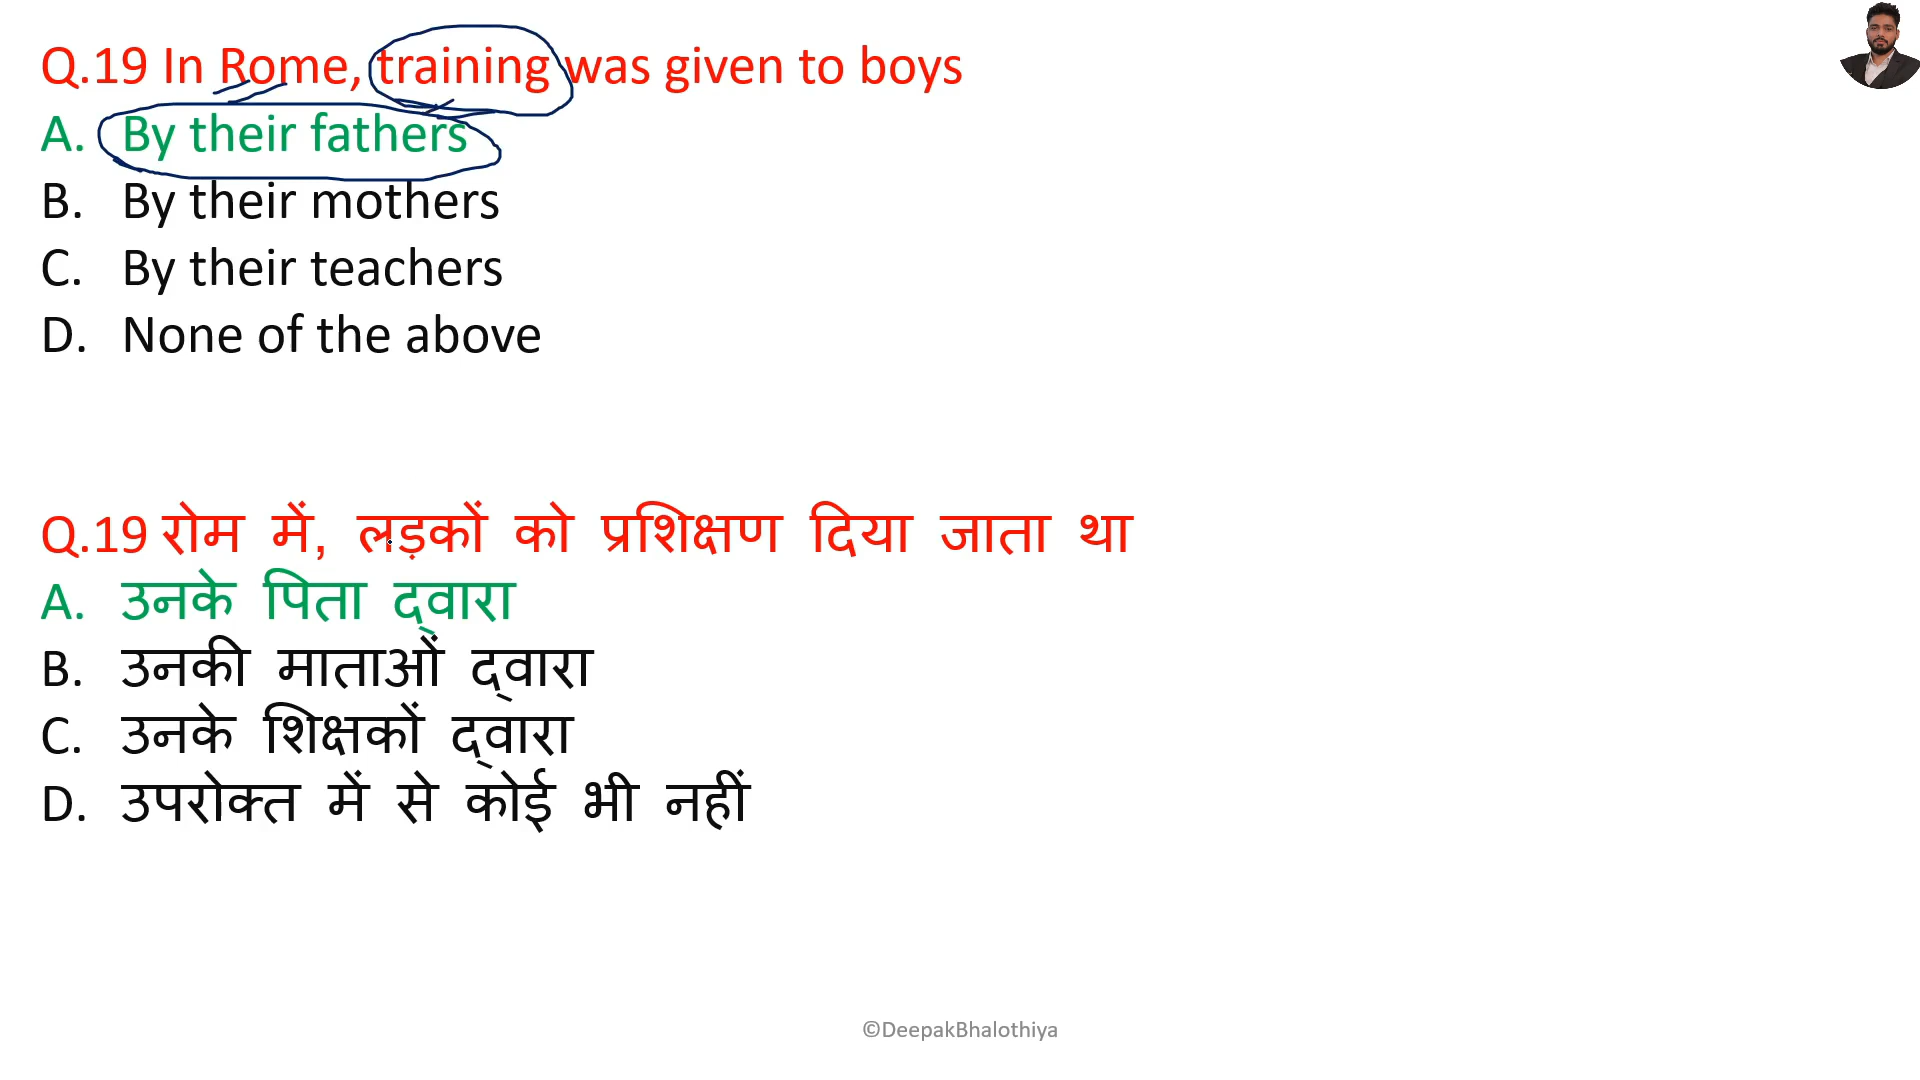 Q.19 In Rome, training was given to boys
A. By their fathers
B. By their mothers
C. By their teachers
D. None of the above
Q.19 रोम में, लड़कों को प्रशिक्षण दिया जाता था
A. उनके पिता द्वारा
B. उनकी माताओं द्वारा
C. उनके शिक्षकों द्वारा
D. उपरोक्त में से कोई भी नहीं
©DeepakBhalothiya